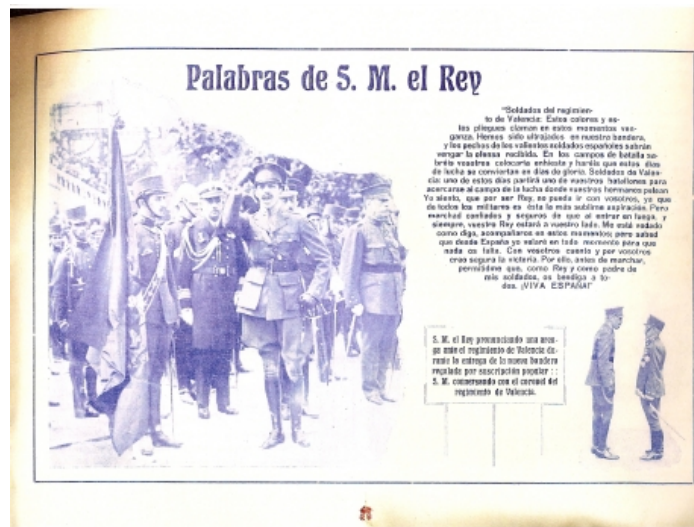 Palabras de S. M. el Rey
"Soldados del regimien-
to de Valencia: Estos colores y es-
tos pliegues claman en estos momentos ven-
ganza. Hemos sido ultrajados en nuestra bandera,
y los pechos de los valientes soldados españoles sabrán
vengar la ofensa recibida. En los campos de batalla sa-
bréis vosotros colocarla enhiesta y haréis que estos días
de lucha se conviertan en días de gloria. Soldados de Valen-
cia: uno de estos días partirá uno de vuestros batallones para
acercarse al campo de la lucha donde vuestros hermanos pelean
Yo siento, que por ser Rey, no pueda ir con vosotros, ya que
de todos los militares es ésta la más sublime aspiración. Pero
marchad confiados y seguros de que al entrar en fuego, y
siempre, vuestro Rey estará a vuestro lado. Me está vedado
como digo, acompañaros en estos momentos; pero sabed
que desde España yo velaré en todo momento para que
nada os falte. Con vosotros cuento y por vosotros
creo segura la victoria. Por ello, antes de marchar,
permitidme que, como Rey y como padre de
mis soldados, os bendiga a to-
dos. ¡VIVA ESPAÑA!"
S. M. el Rey pronunciando una aren-
ga ante el regimiento de Valencia du-
rante la entrega de la nueva bandera
regalada por suscripción popular : :
S. M. conversando con el coronel del
regimiento de Valencia.